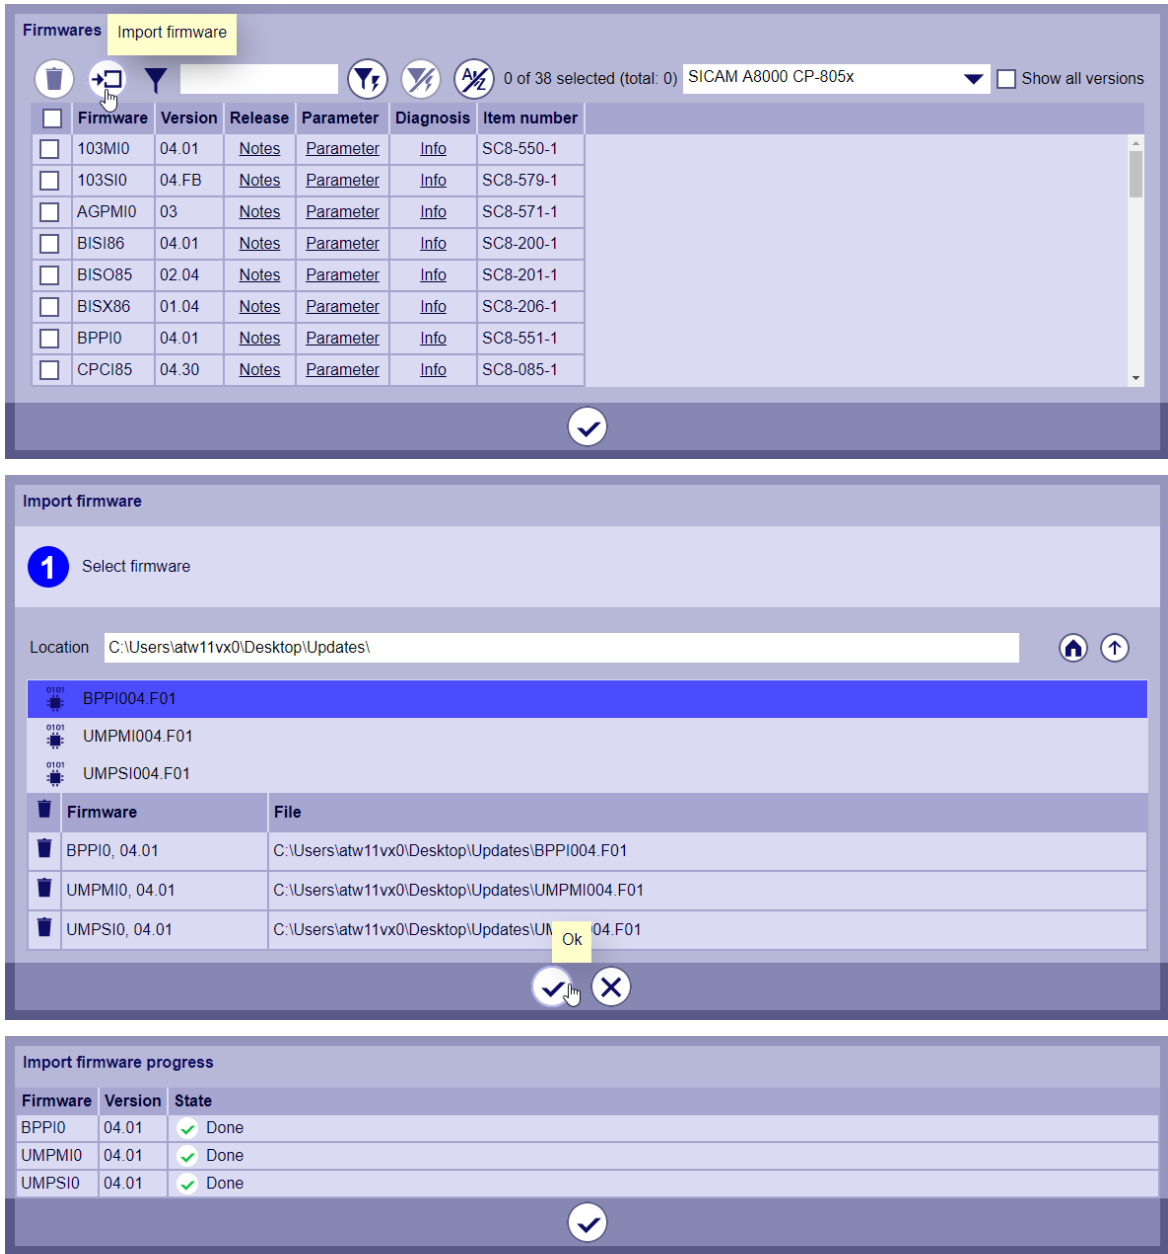 Firmwares Import firmware
0 of 38 selected (total: 0) SICAM A8000 CP-805x Show all versions
Firmware Version Release Parameter Diagnosis Item number
103MI0 04.01 Notes Parameter Info SC8-550-1
103SI0 04.FB Notes Parameter Info SC8-579-1
AGPMI0 03 Notes Parameter Info SC8-571-1
BISI86 04.01 Notes Parameter Info SC8-200-1
BISO85 02.04 Notes Parameter Info SC8-201-1
BISX86 01.04 Notes Parameter Info SC8-206-1
BPPI0 04.01 Notes Parameter Info SC8-551-1
CPCI85 04.30 Notes Parameter Info SC8-085-1
Import firmware
1 Select firmware
Location C:\Users\atw11vx0\Desktop\Updates\
0101 BPPI004.F01
0101 UMPMI004.F01
0101 UMPSI004.F01
Firmware File
BPPI0, 04.01 C:\Users\atw11vx0\Desktop\Updates\BPPI004.F01
UMPMI0, 04.01 C:\Users\atw11vx0\Desktop\Updates\UMPMI004.F01
UMPSI0, 04.01 C:\Users\atw11vx0\Desktop\Updates\UM 04.F01
Ok
Import firmware progress
Firmware Version State
BPPI0 04.01 Done
UMPMI0 04.01 Done
UMPSI0 04.01 Done